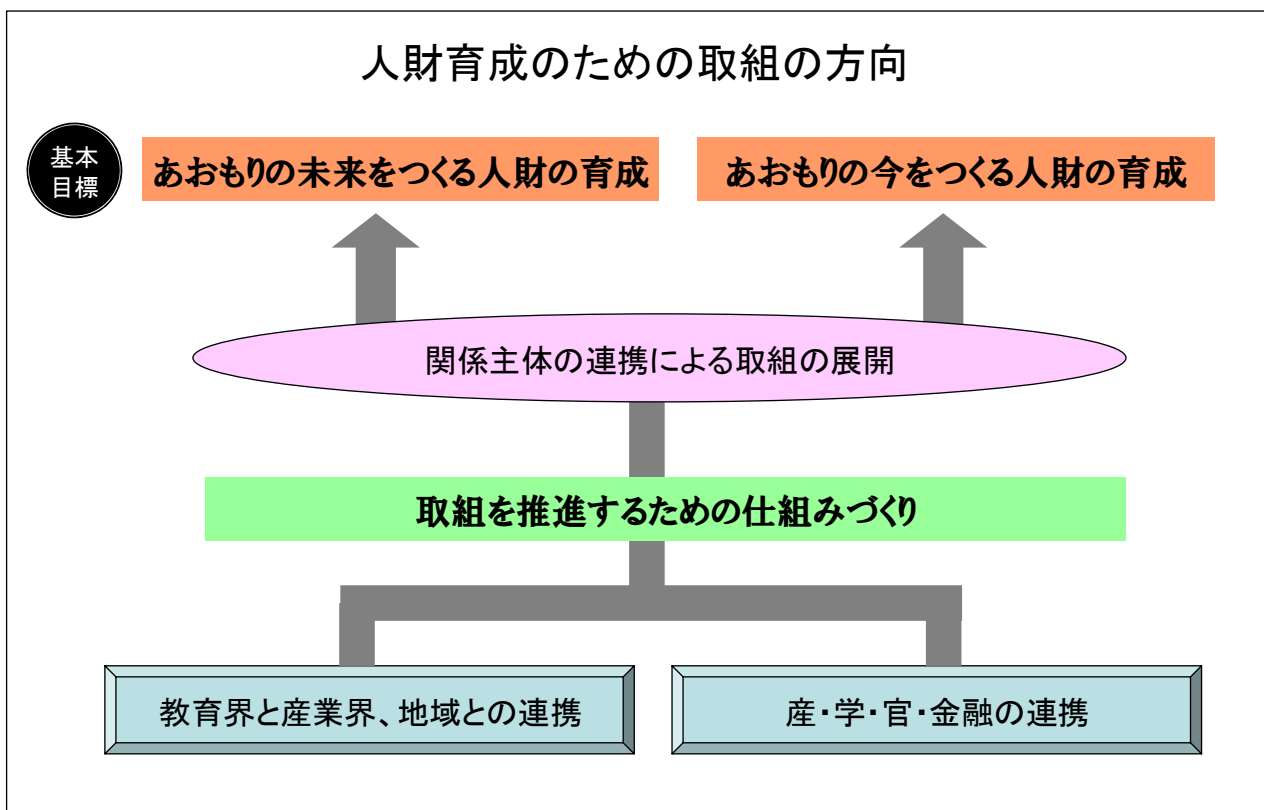 人財育成のための取組の方向
基本
目標
あおもりの未来をつくる人財の育成
あおもりの今をつくる人財の育成
関係主体の連携による取組の展開
取組を推進するための仕組みづくり
教育界と産業界、地域との連携
産・学・官・金融の連携